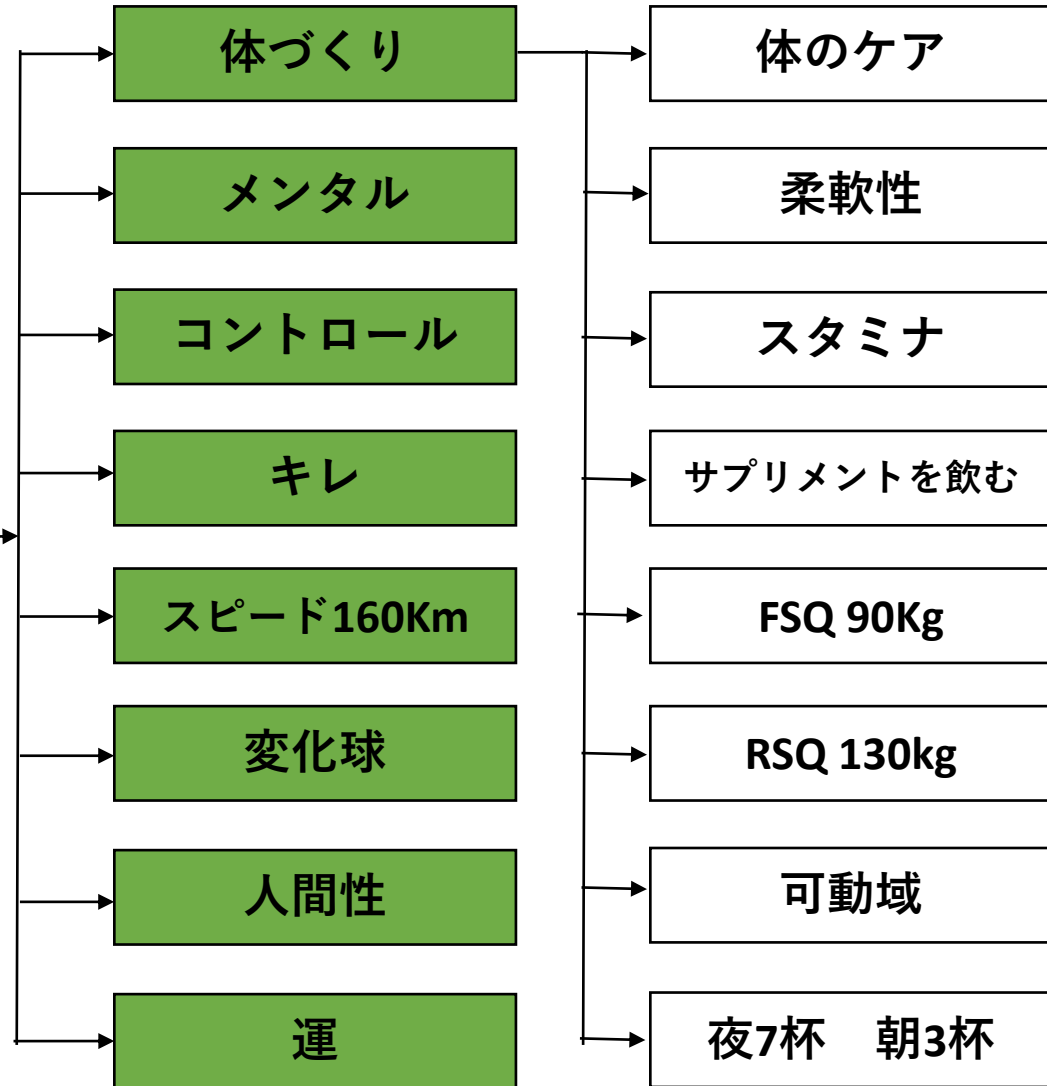 体づくり
体のケア
メンタル
柔軟性
コントロール
スタミナ
キレ
サプリメントを飲む
スピード160Km
FSQ 90Kg
変化球
RSQ 130kg
人間性
可動域
運
夜7杯　朝3杯